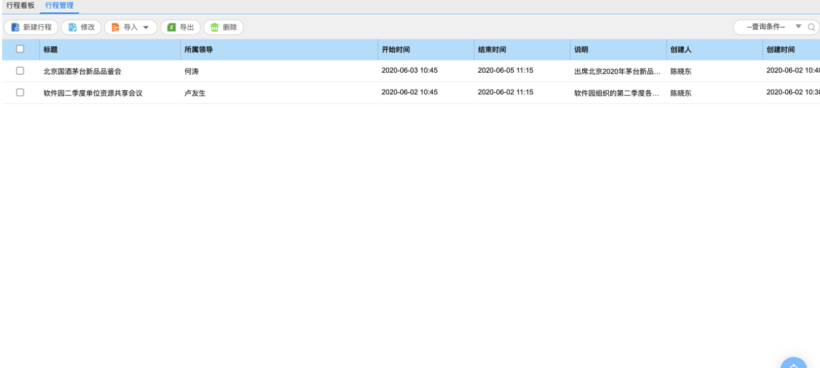 行程看板 行程管理
新建行程 修改 导入 导出 删除 --查询条件--
标题 所属领导 开始时间 结束时间 说明 创建人 创建时间
北京国酒茅台新品品鉴会 何涛 2020-06-03 10:45 2020-06-05 11:15 出席北京2020年茅台新品... 陈晓东 2020-06-02 10:4
软件园二季度单位资源共享会议 卢友生 2020-06-02 10:45 2020-06-02 11:15 软件园组织的第二季度各... 陈晓东 2020-06-02 10:3